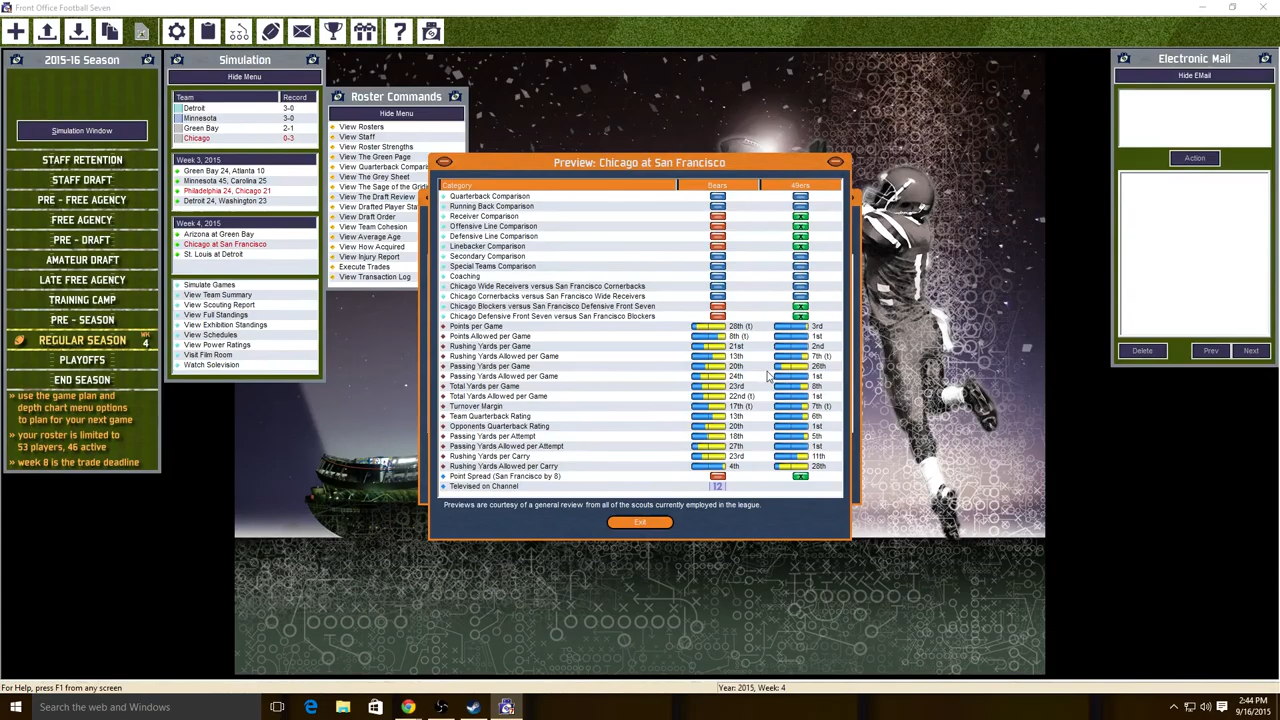 Front Office Football Seven
2015-16 Season
Simulation Window
STAFF RETENTION
STAFF DRAFT
PRE - FREE AGENCY
FREE AGENCY
PRE - DRAFT
AMATEUR DRAFT
LATE FREE AGENCY
TRAINING CAMP
PRE - SEASON
REGULAR SEASON WK 4
PLAYOFFS
END SEASON
» use the game plan and
depth chart menu options
to plan for your next game
» your roster is limited to
53 players, 46 active
» week 8 is the trade deadline
Simulation
Hide Menu
Team Record
Detroit 3-0
Minnesota 3-0
Green Bay 2-1
Chicago 0-3
Week 3, 2015
Green Bay 24, Atlanta 10
Minnesota 45, Carolina 25
Philadelphia 24, Chicago 21
Detroit 24, Washington 23
Week 4, 2015
Arizona at Green Bay
Chicago at San Francisco
St. Louis at Detroit
Simulate Games
View Team Summary
View Scouting Report
View Full Standings
View Exhibition Standings
View Schedules
View Power Ratings
Visit Film Room
Watch Solevision
Roster Commands
Hide Menu
View Rosters
View Staff
View Roster Strengths
View The Green Page
View Quarterback Compari
View The Grey Sheet
View The Sage of the Grid
View The Draft Review
View Drafted Player Sta
View Draft Order
View Team Cohesion
View Average Age
View How Acquired
View Injury Report
Execute Trades
View Transaction Log
Preview: Chicago at San Francisco
Category Bears 49ers
Quarterback Comparison
Running Back Comparison
Receiver Comparison
Offensive Line Comparison
Defensive Line Comparison
Linebacker Comparison
Secondary Comparison
Special Teams Comparison
Coaching
Chicago Wide Receivers versus San Francisco Cornerbacks
Chicago Cornerbacks versus San Francisco Wide Receivers
Chicago Blockers versus San Francisco Defensive Front Seven
Chicago Defensive Front Seven versus San Francisco Blockers
Points per Game 28th (t) 3rd
Points Allowed per Game 8th (t) 1st
Rushing Yards per Game 21st 2nd
Rushing Yards Allowed per Game 13th 7th (t)
Passing Yards per Game 20th 26th
Passing Yards Allowed per Game 24th 1st
Total Yards per Game 23rd 8th
Total Yards Allowed per Game 22nd (t) 1st
Turnover Margin 17th (t) 7th (t)
Team Quarterback Rating 13th 6th
Opponents Quarterback Rating 20th 1st
Passing Yards per Attempt 18th 5th
Passing Yards Allowed per Attempt 27th 1st
Rushing Yards per Carry 23rd 11th
Rushing Yards Allowed per Carry 4th 28th
Point Spread (San Francisco by 8)
Televised on Channel 12
Previews are courtesy of a general review from all of the scouts currently employed in the league.
Exit
Electronic Mail
Hide EMail
Action
Delete Prev Next
For Help, press F1 from any screen
Year: 2015, Week: 4
Search the web and Windows
2:44 PM
9/16/2015